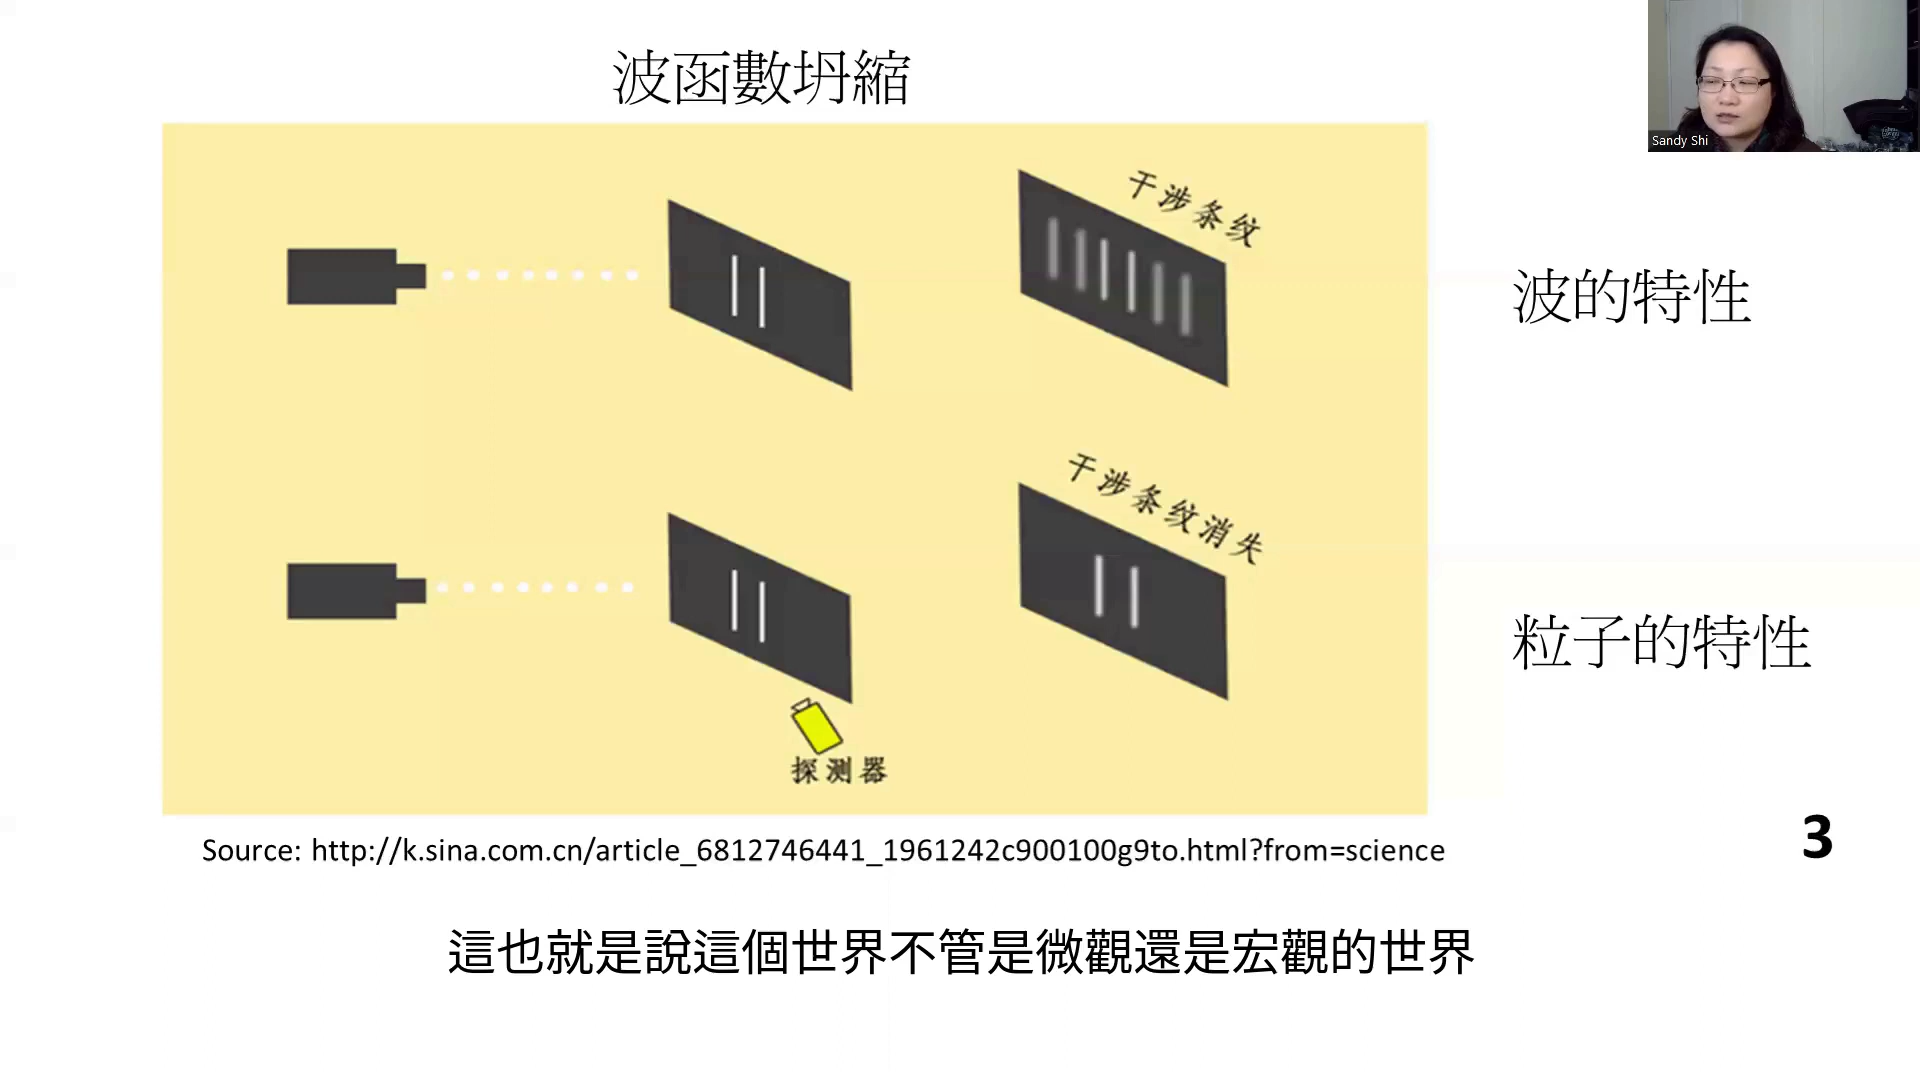 波函數坍縮
Sandy Shi
干涉条纹
波的特性
干涉条纹消失
粒子的特性
探测器
Source: http://k.sina.com.cn/article_6812746441_1961242c900100g9to.html?from=science
3
這也就是說這個世界不管是微觀還是宏觀的世界